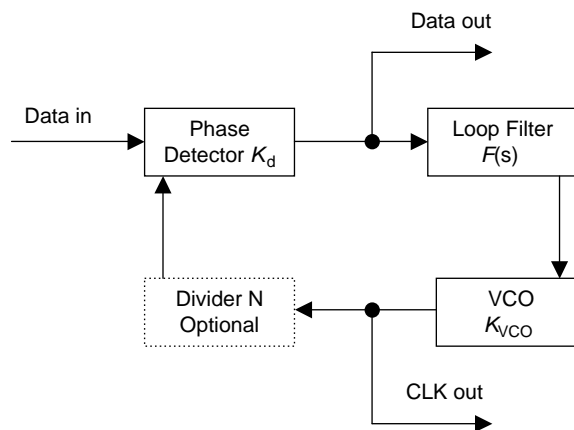 Data out
Data in
Phase
Detector Kd
Loop Filter
F(s)
Divider N
Optional
VCO
KVCO
CLK out